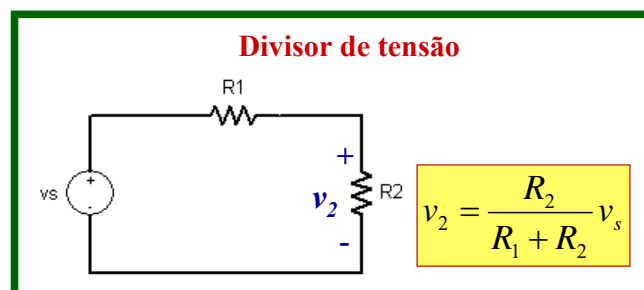 Divisor de tensão
R1
vs
+
-
+
v₂
-
R2
v₂ = R₂ / (R₁ + R₂) vₛ